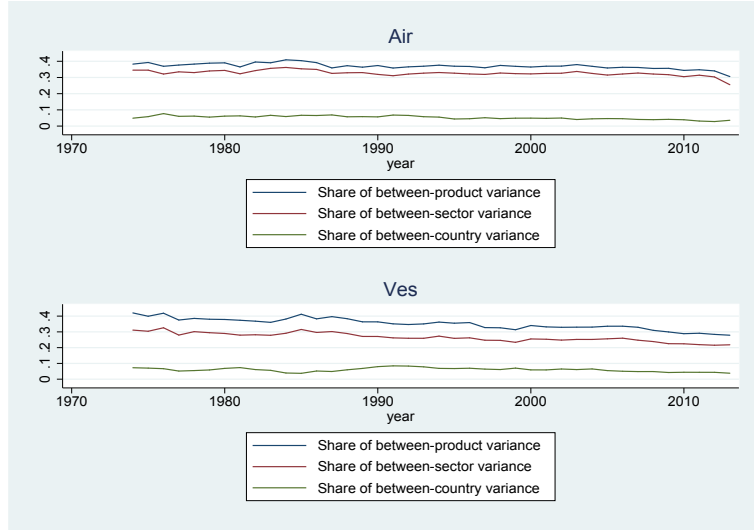 Air
.4
.3
.2
.1
0
1970 1980 1990 2000 2010
year
Share of between-product variance
Share of between-sector variance
Share of between-country variance
Ves
.4
.3
.2
.1
0
1970 1980 1990 2000 2010
year
Share of between-product variance
Share of between-sector variance
Share of between-country variance